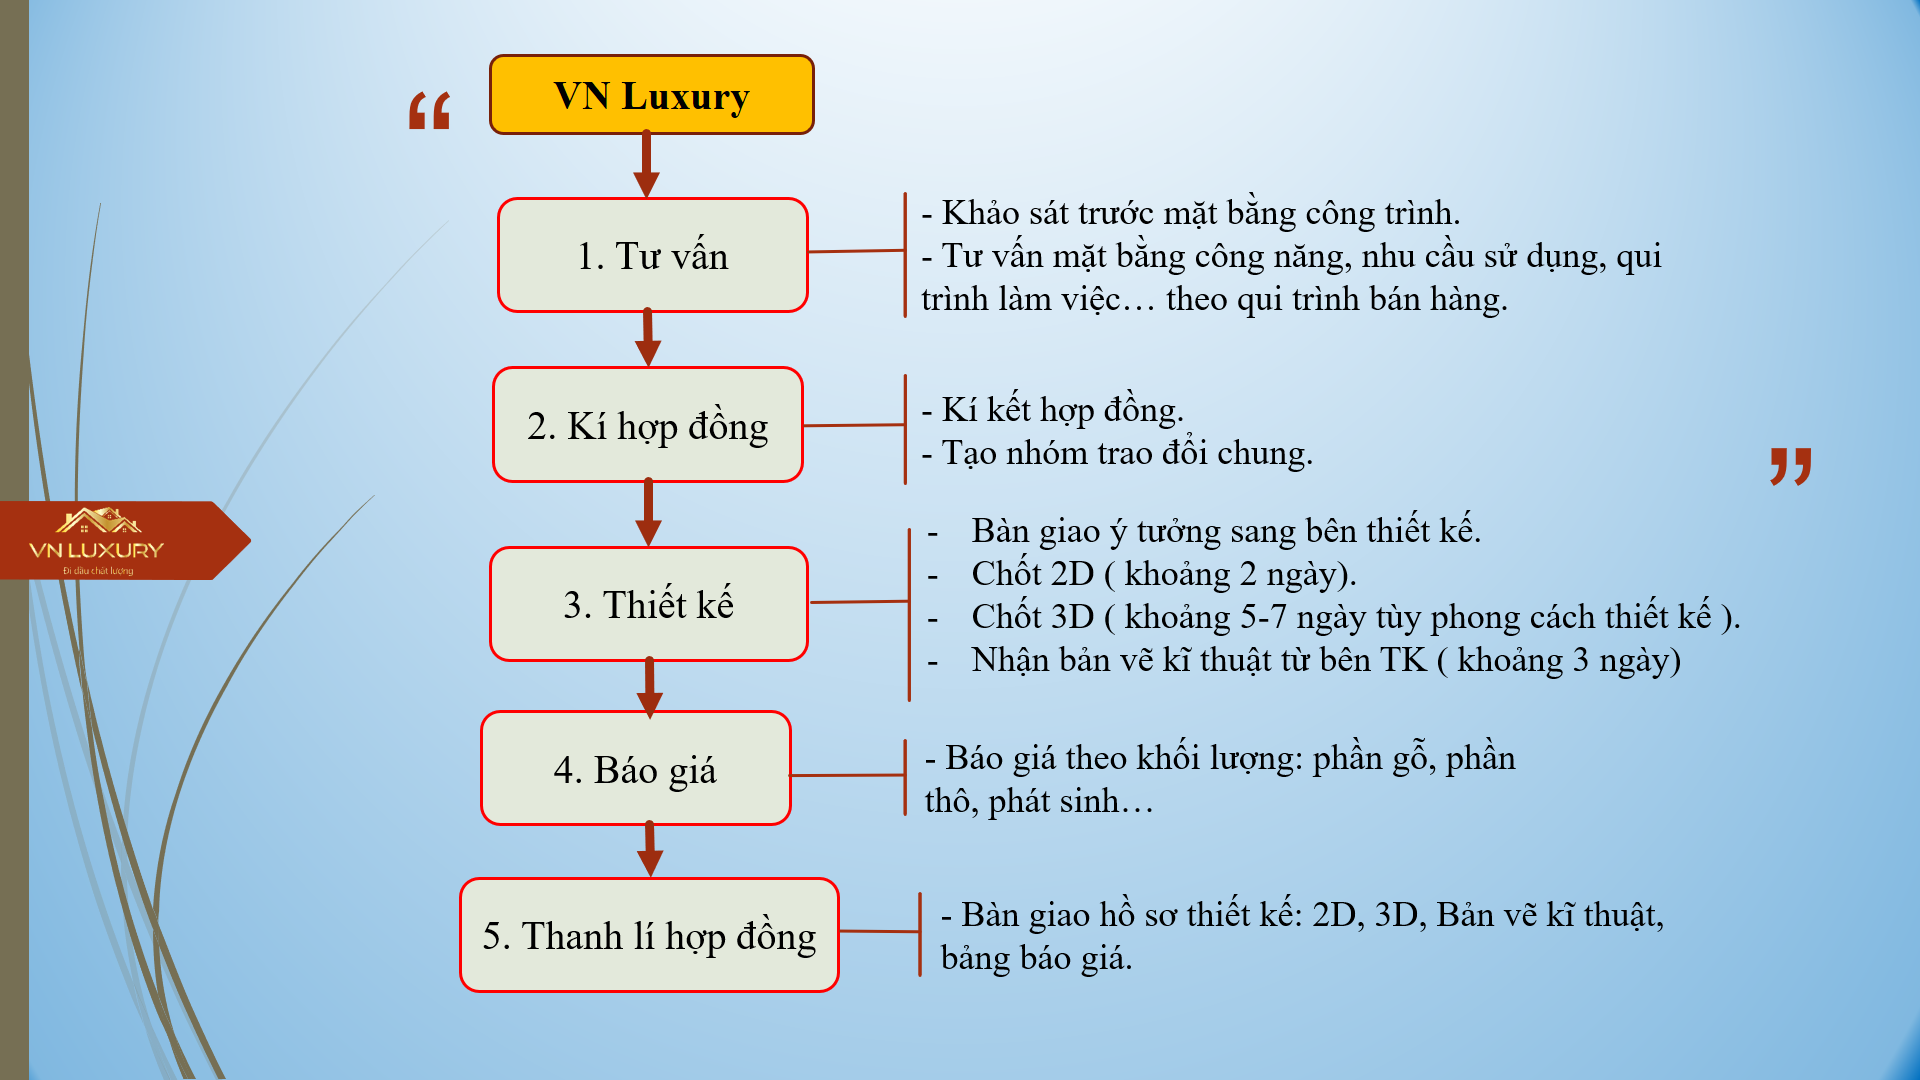 “
VN Luxury
1. Tư vấn
- Khảo sát trước mặt bằng công trình.
- Tư vấn mặt bằng công năng, nhu cầu sử dụng, qui
trình làm việc… theo qui trình bán hàng.
2. Kí hợp đồng
- Kí kết hợp đồng.
- Tạo nhóm trao đổi chung.
”
VN LUXURY
Đi đầu chất lượng
3. Thiết kế
- Bàn giao ý tưởng sang bên thiết kế.
- Chốt 2D ( khoảng 2 ngày).
- Chốt 3D ( khoảng 5-7 ngày tùy phong cách thiết kế ).
- Nhận bản vẽ kĩ thuật từ bên TK ( khoảng 3 ngày)
4. Báo giá
- Báo giá theo khối lượng: phần gỗ, phần
thô, phát sinh…
5. Thanh lí hợp đồng
- Bàn giao hồ sơ thiết kế: 2D, 3D, Bản vẽ kĩ thuật,
bảng báo giá.